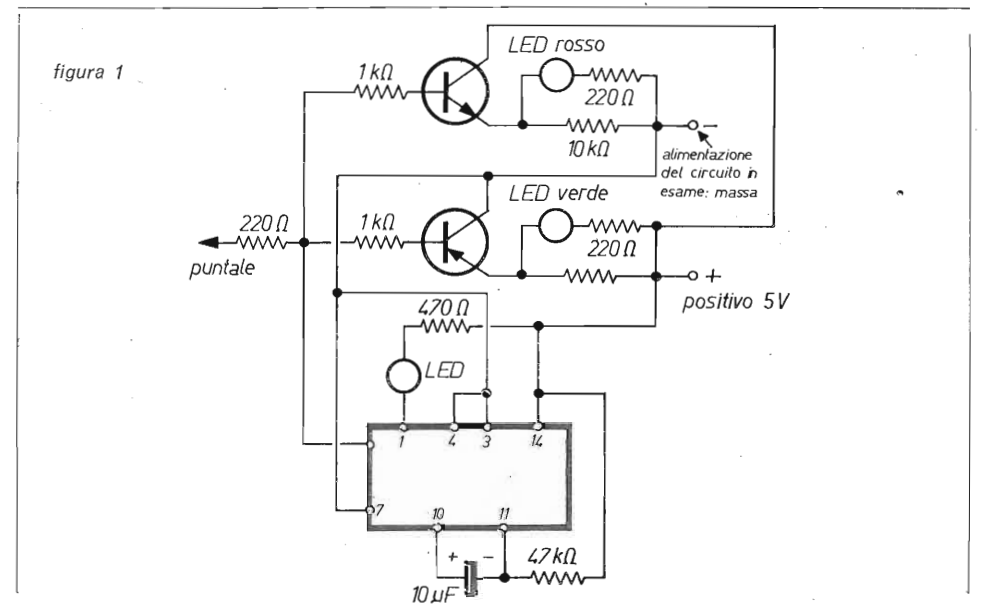 figura 1
LED rosso
1 kΩ
220 Ω
10 kΩ
−
alimentazione
del circuito in
esame: massa
LED verde
220 Ω
1 kΩ
220 Ω
puntale
+
positivo 5V
470 Ω
LED
1
4
3
14
7
10
11
+
−
47 kΩ
10 µF